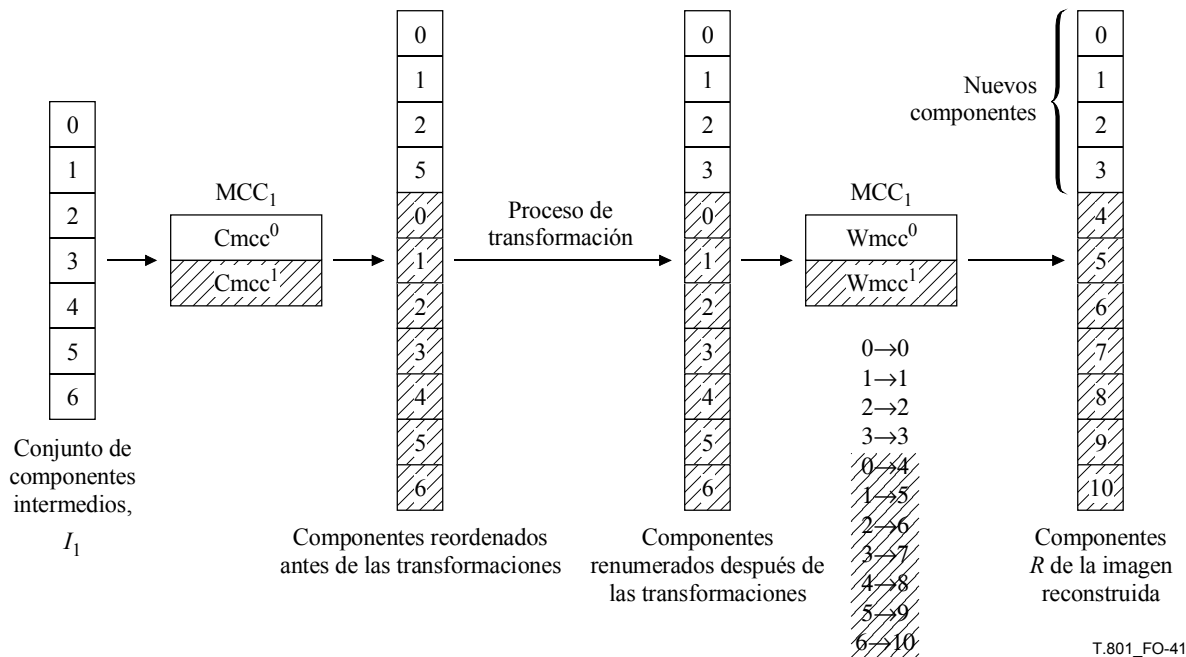 0
1
2
3
4
5
6
Conjunto de
componentes
intermedios,
I₁
MCC₁
Cmcc⁰
Cmcc¹
0
1
2
5
0
1
2
3
4
5
6
Componentes reordenados
antes de las transformaciones
Proceso de
transformación
0
1
2
3
0
1
2
3
4
5
6
Componentes
renumerados después de
las transformaciones
MCC₁
Wmcc⁰
Wmcc¹
0→0
1→1
2→2
3→3
0→4
1→5
2→6
3→7
4→8
5→9
6→10
Nuevos
componentes
0
1
2
3
4
5
6
7
8
9
10
Componentes
R de la imagen
reconstruida
T.801_FO-41